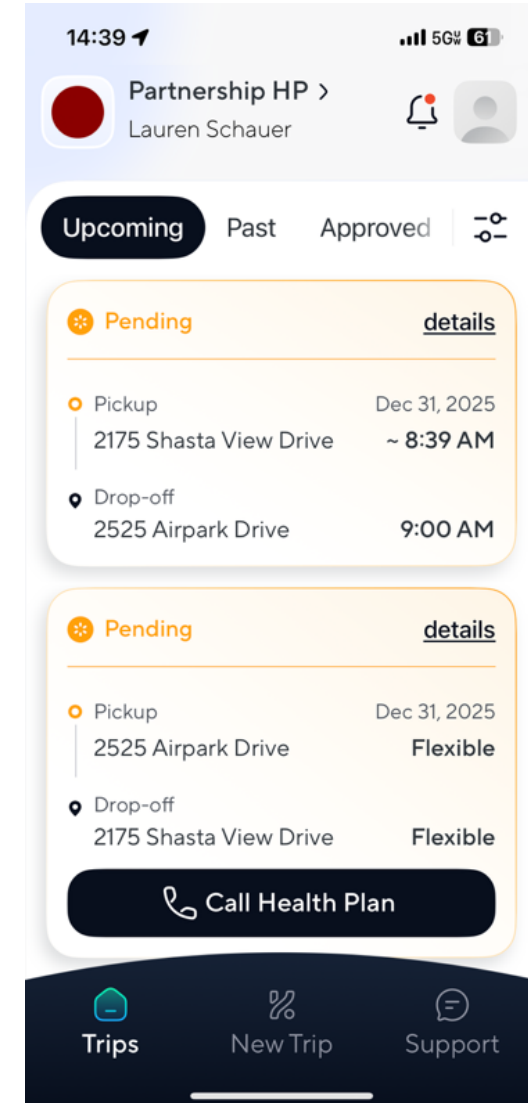 14:39
5GW 61
Partnership HP >
Lauren Schauer
Upcoming Past Approved
Pending details
Pickup Dec 31, 2025
2175 Shasta View Drive ~ 8:39 AM
Drop-off
2525 Airpark Drive 9:00 AM
Pending details
Pickup Dec 31, 2025
2525 Airpark Drive Flexible
Drop-off
2175 Shasta View Drive Flexible
Call Health Plan
Trips New Trip Support